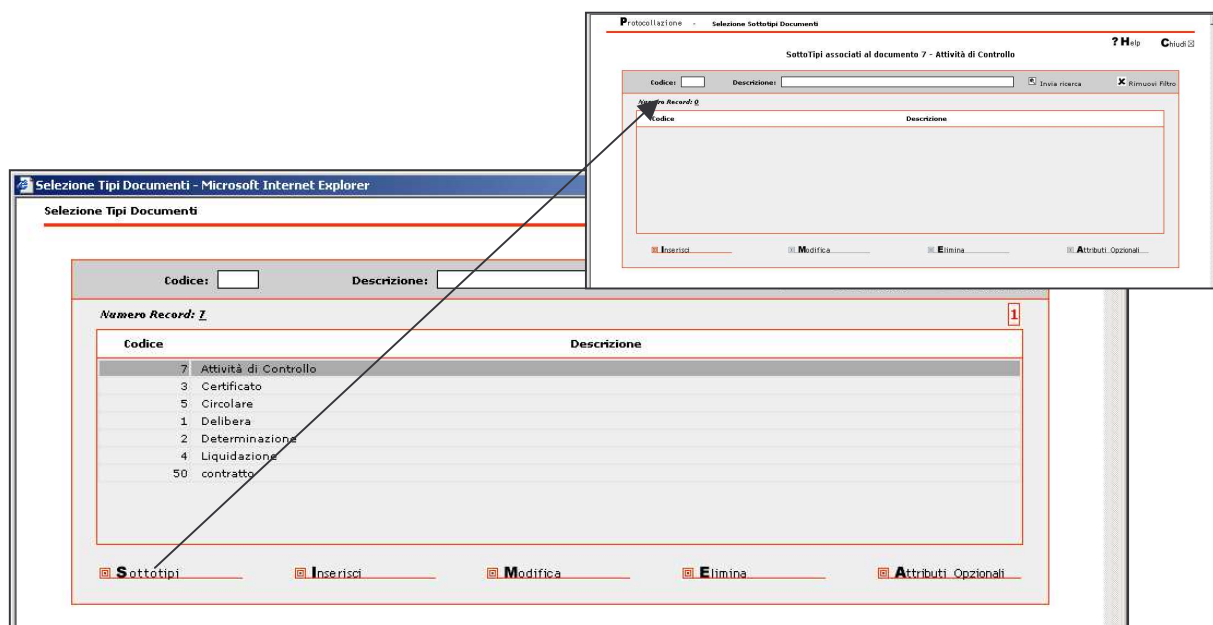 Protocollazione - Selezione Sottotipi Documenti
? Help Chiudi
SottoTipi associati al documento 7 - Attività di Controllo
Codice: Descrizione: Invia ricerca Rimuovi Filtro
Numero Record: 0
Codice Descrizione
Inserisci Modifica Elimina Attributi Opzionali
Selezione Tipi Documenti - Microsoft Internet Explorer
Selezione Tipi Documenti
Codice: Descrizione:
Numero Record: 7 1
Codice Descrizione
7 Attività di Controllo
3 Certificato
5 Circolare
1 Delibera
2 Determinazione
4 Liquidazione
50 contratto
Sottotipi Inserisci Modifica Elimina Attributi Opzionali